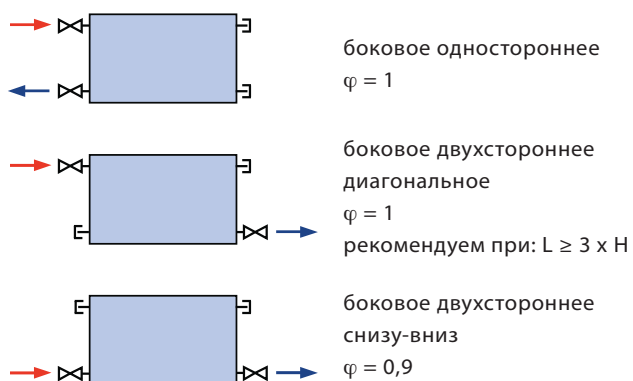 боковое одностороннее
φ = 1
боковое двухстороннее
диагональное
φ = 1
рекомендуем при: L ≥ 3 x H
боковое двухстороннее
снизу-вниз
φ = 0,9